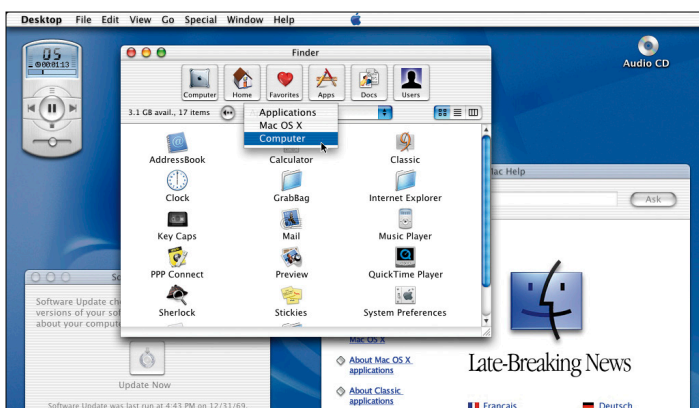 Desktop File Edit View Go Special Window Help
Audio CD
05
0:00:01:13
Finder
Computer Home Favorites Apps Docs Users
3.1 GB avail., 17 items
Applications
Mac OS X
Computer
AddressBook Calculator Classic
Clock GrabBag Internet Explorer
Key Caps Mail Music Player
PPP Connect Preview QuickTime Player
Sherlock Stickies System Preferences
Mac Help
Ask
Software Update
versions of your
about your
Update Now
Software Update was last run at 4:43 PM on 12/31/69.
Mac OS X
About Mac OS X
applications
About Classic
applications
Late-Breaking News
Français Deutsch